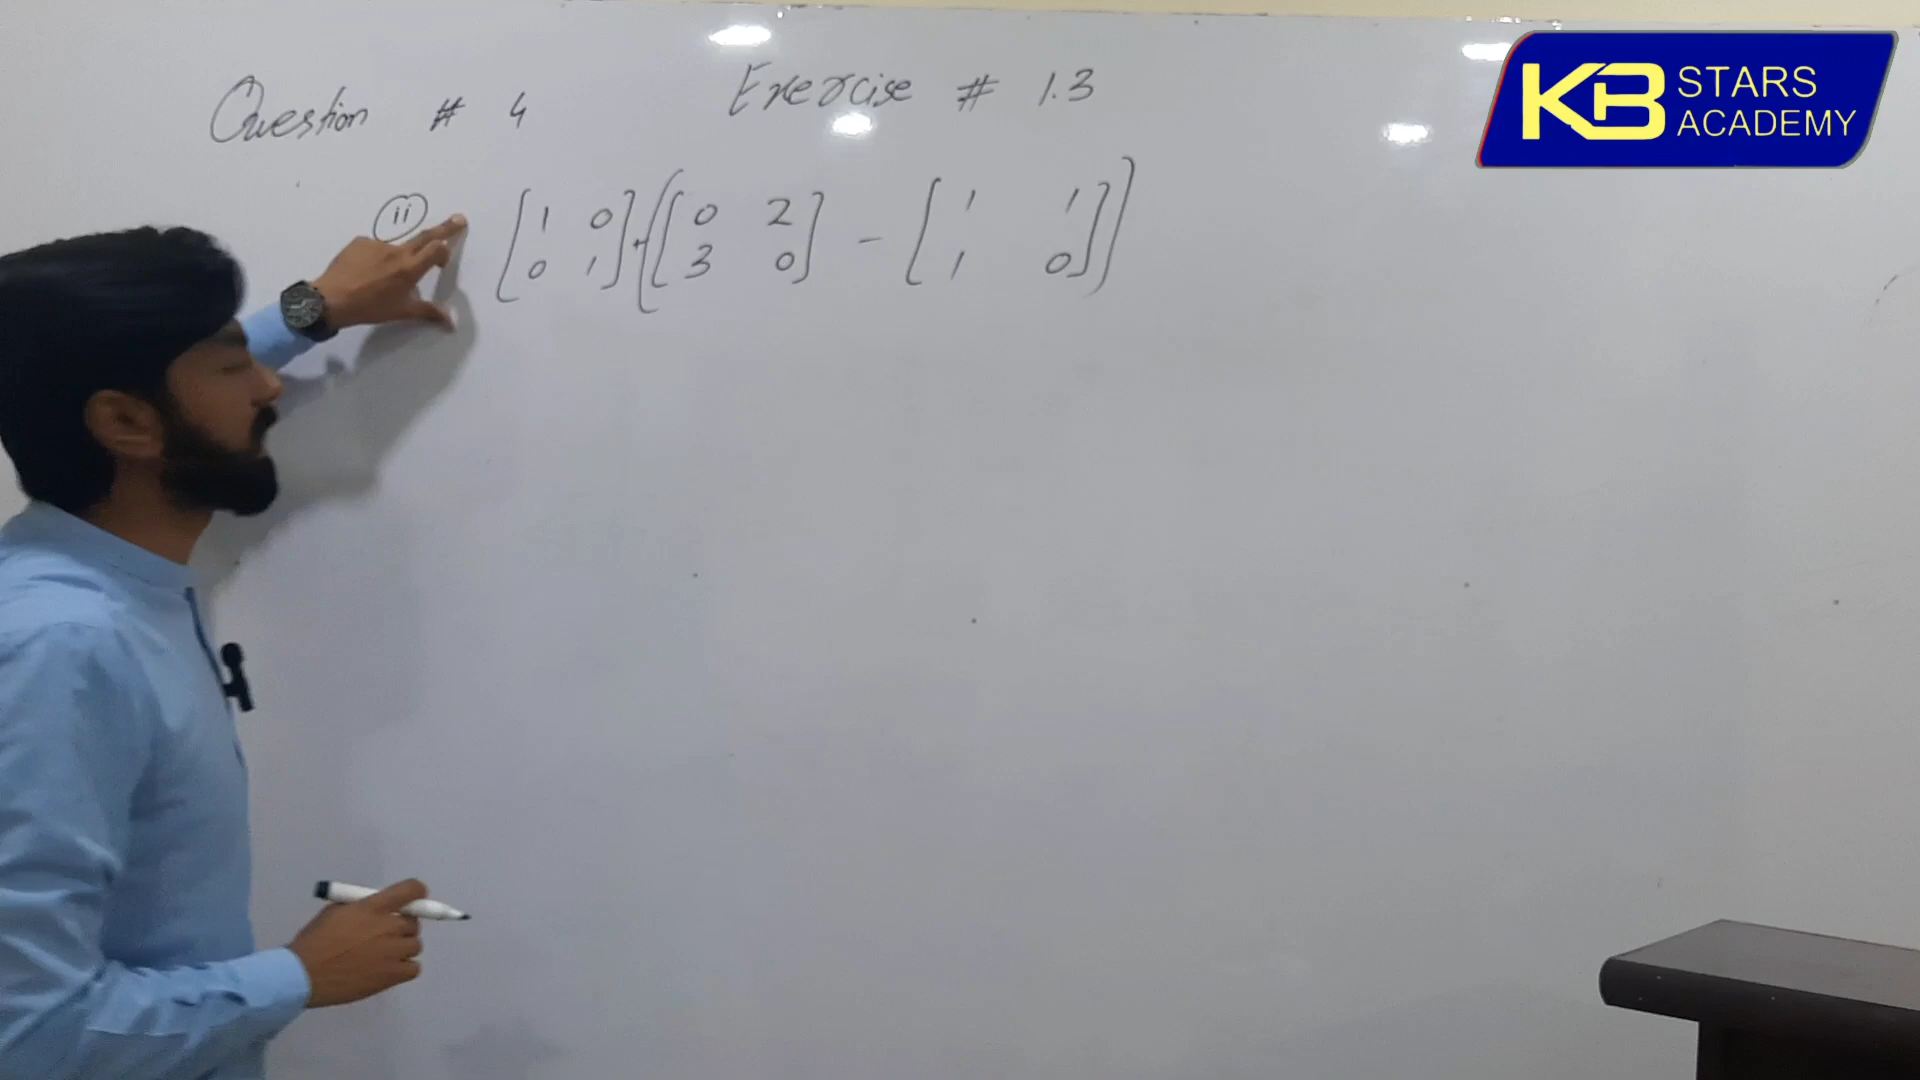 Question # 4 Exercise # 1.3
KB STARS ACADEMY
(ii) [1 0] + ([0 2] - [1 1])
[0 1] [3 0] [1 0]